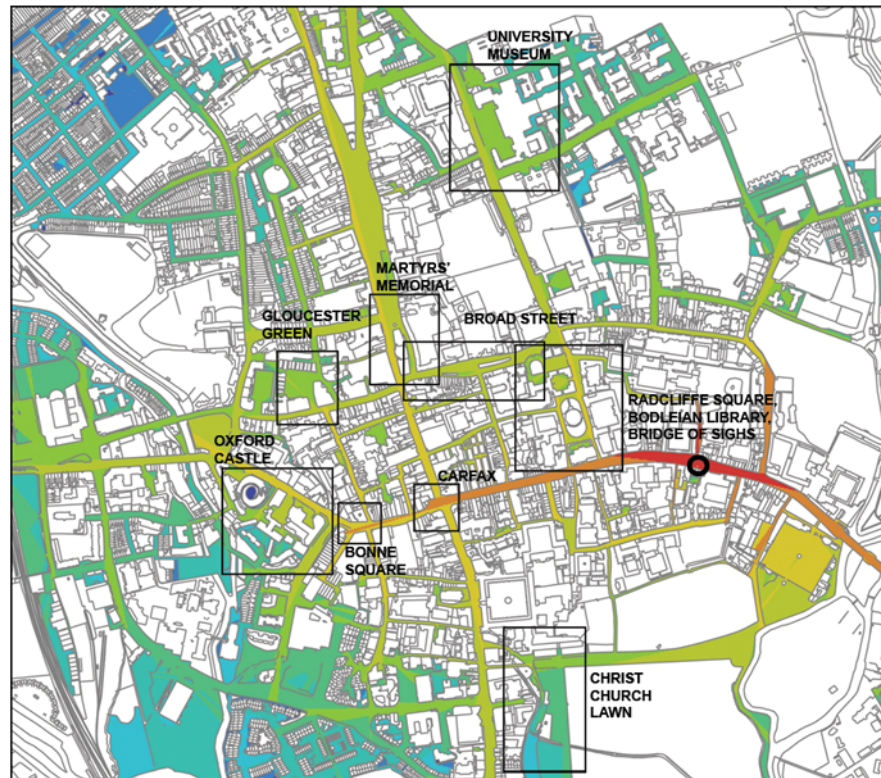 UNIVERSITY
MUSEUM
MARTYRS'
MEMORIAL
GLOUCESTER
GREEN
BROAD STREET
RADCLIFFE SQUARE,
BODLEIAN LIBRARY,
BRIDGE OF SIGHS
OXFORD
CASTLE
CARFAX
BONNE
SQUARE
CHRIST
CHURCH
LAWN